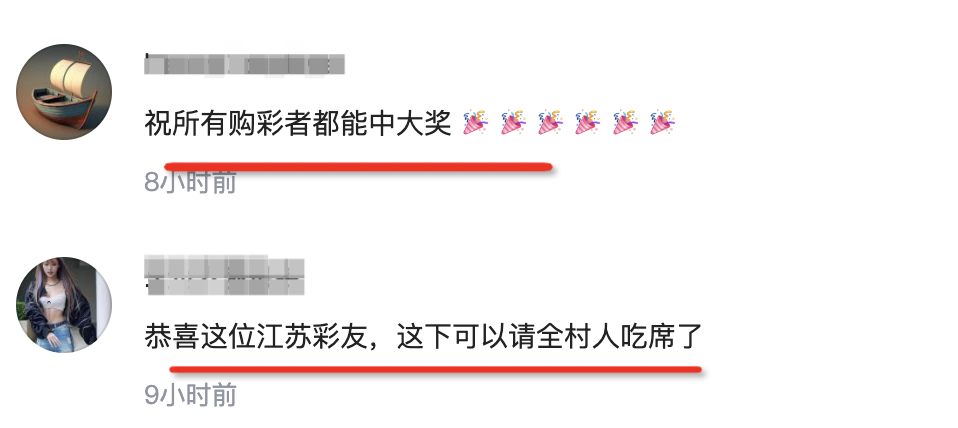 祝所有购彩者都能中大奖 🎉 🎉 🎉 🎉 🎉 🎉
8小时前
恭喜这位江苏彩友，这下可以请全村人吃席了
9小时前